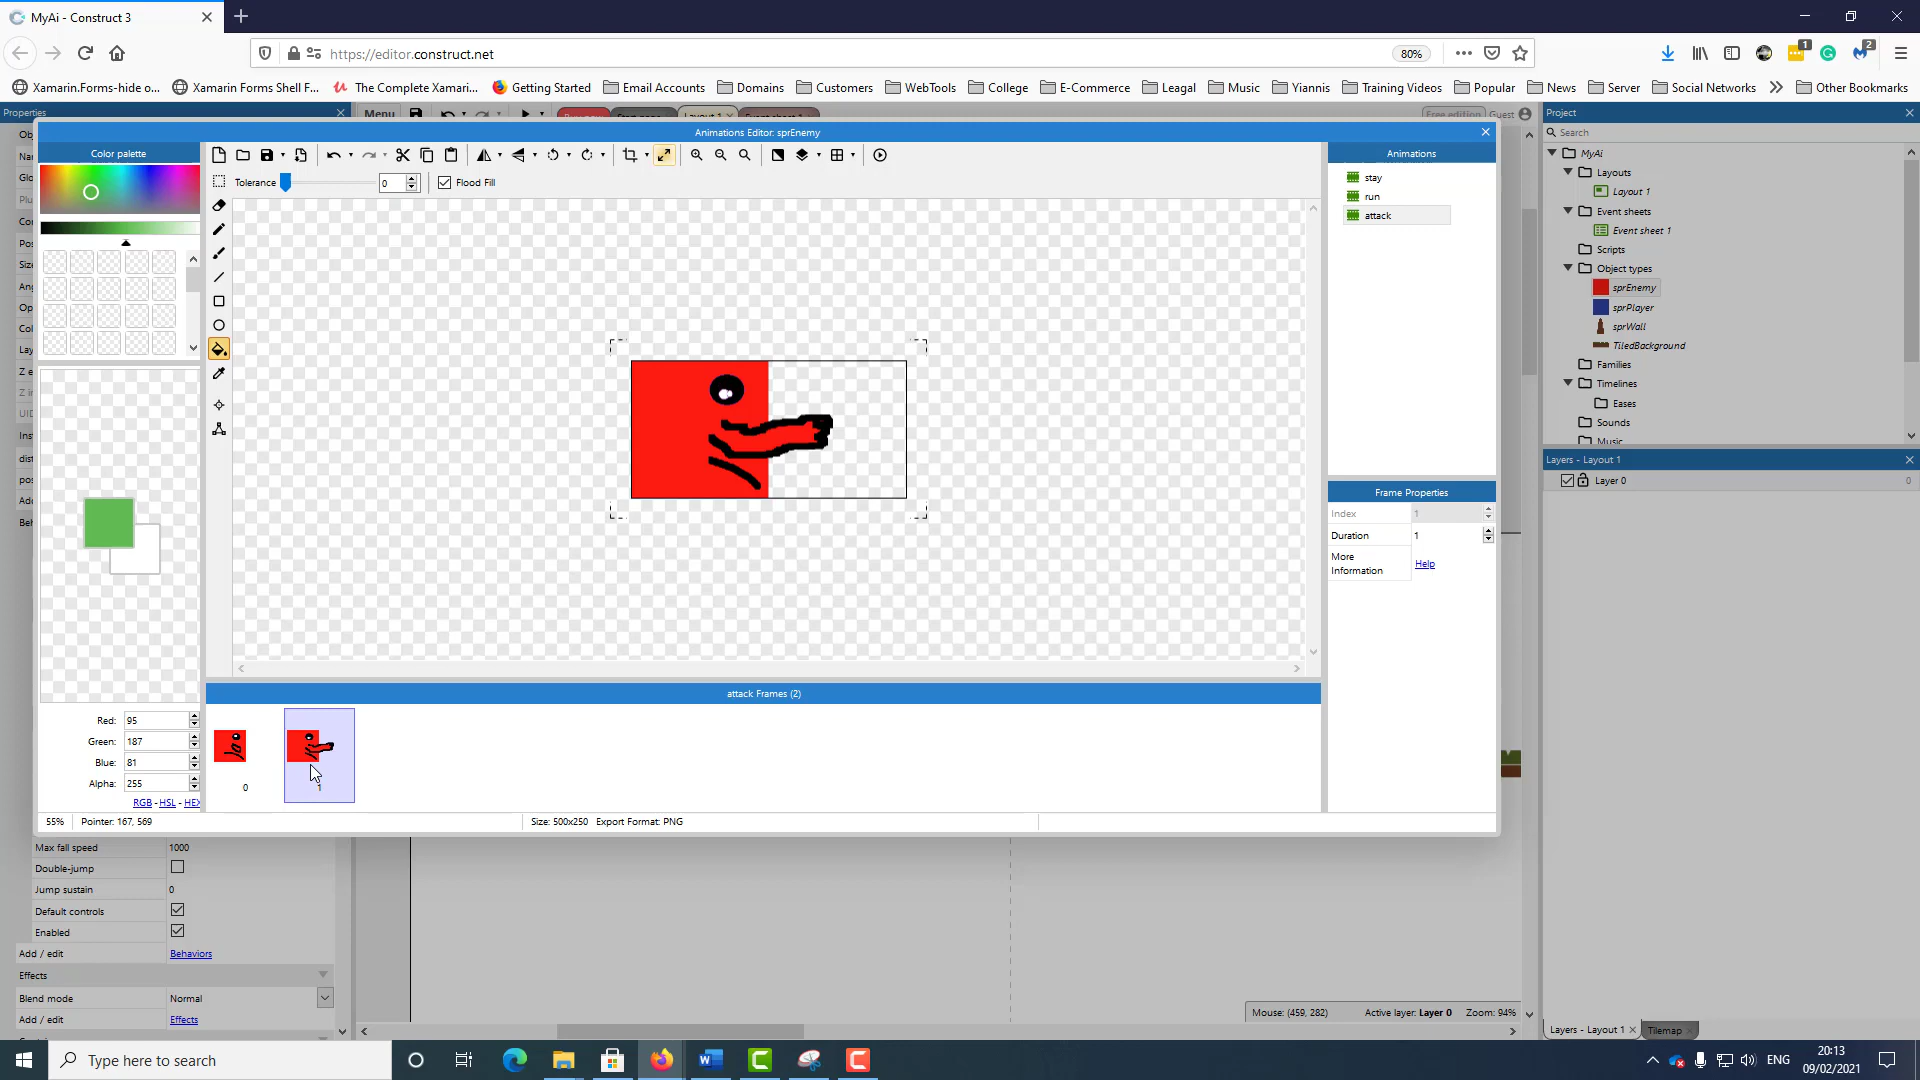 MyAi - Construct 3
https://editor.construct.net
80%
1
2
Xamarin.Forms-hide o...
Xamarin Forms Shell F...
The Complete Xamari...
Getting Started
Email Accounts
Domains
Customers
WebTools
College
E-Commerce
Leagal
Music
Yiannis
Training Videos
Popular
News
Server
Social Networks
Other Bookmarks
Properties
Menu
Free edition
Guest
Project
Search
Animations Editor: sprEnemy
Color palette
Tolerance
0
Flood Fill
Animations
stay
run
attack
MyAi
Layouts
Layout 1
Event sheets
Event sheet 1
Scripts
Object types
sprEnemy
sprPlayer
sprWall
TiledBackground
Families
Timelines
Eases
Sounds
Music
Layers - Layout 1
Layer 0
0
Frame Properties
Index
1
Duration
1
More Information
Help
Red:
95
Green:
187
Blue:
81
Alpha:
255
RGB - HSL - HEX
attack Frames (2)
0
1
55%
Pointer: 167, 569
Size: 500x250
Export Format: PNG
Max fall speed
1000
Double-jump
Jump sustain
0
Default controls
Enabled
Add / edit
Behaviors
Effects
Blend mode
Normal
Add / edit
Effects
Mouse: (459, 282)
Active layer: Layer 0
Zoom: 94%
Layers - Layout 1
Tilemap
Type here to search
ENG
20:13
09/02/2021